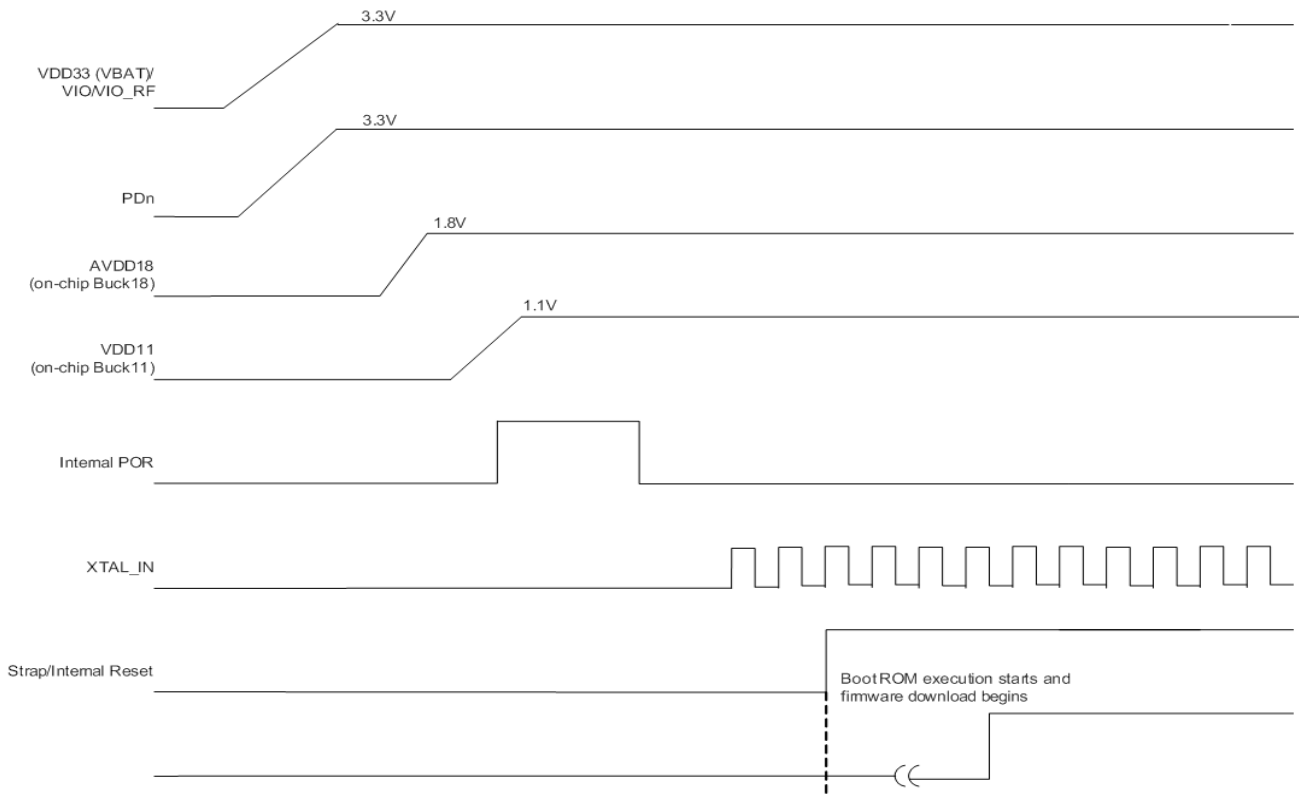 3.3V
VDD33 (VBAT)/
VIO/VIO_RF
3.3V
PDn
1.8V
AVDD18
(on-chip Buck18)
1.1V
VDD11
(on-chip Buck11)
Internal POR
XTAL_IN
Strap/Internal Reset
Boot ROM execution starts and
firmware download begins